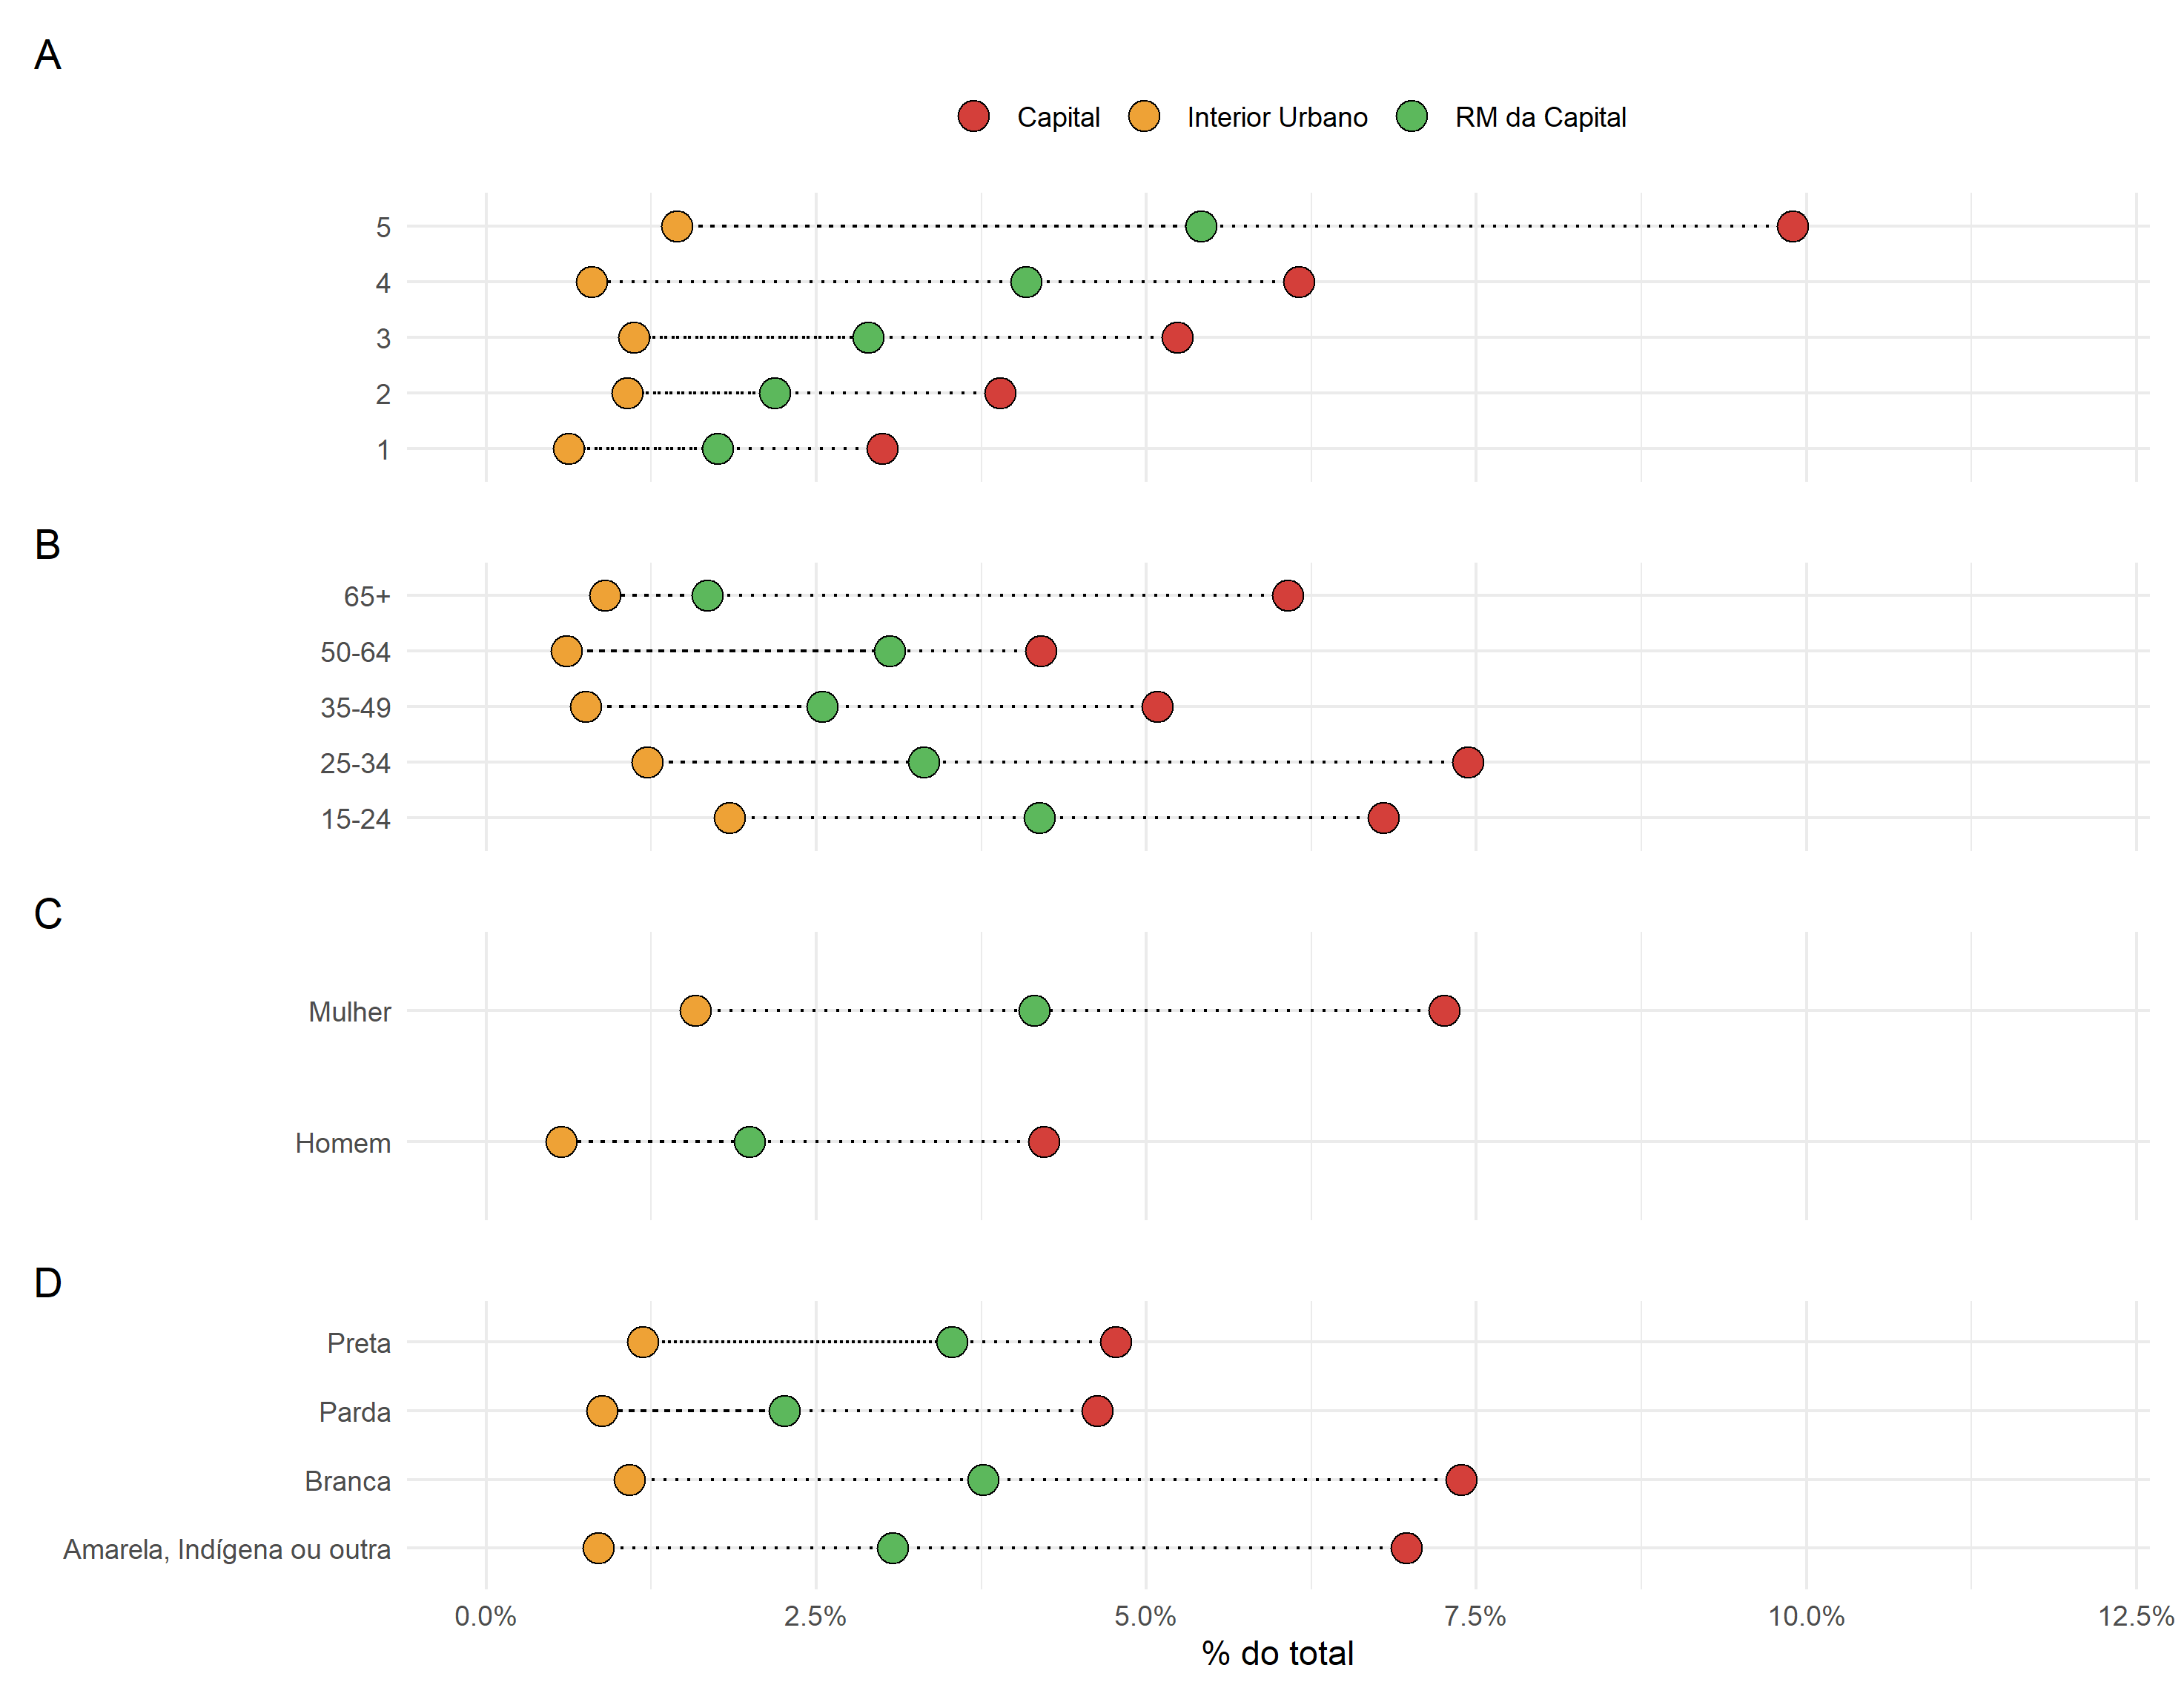 A
Capital Interior Urbano RM da Capital
5
4
3
2
1
B
65+
50-64
35-49
25-34
15-24
C
Mulher
Homem
D
Preta
Parda
Branca
Amarela, Indígena ou outra
0.0% 2.5% 5.0% 7.5% 10.0% 12.5%
% do total